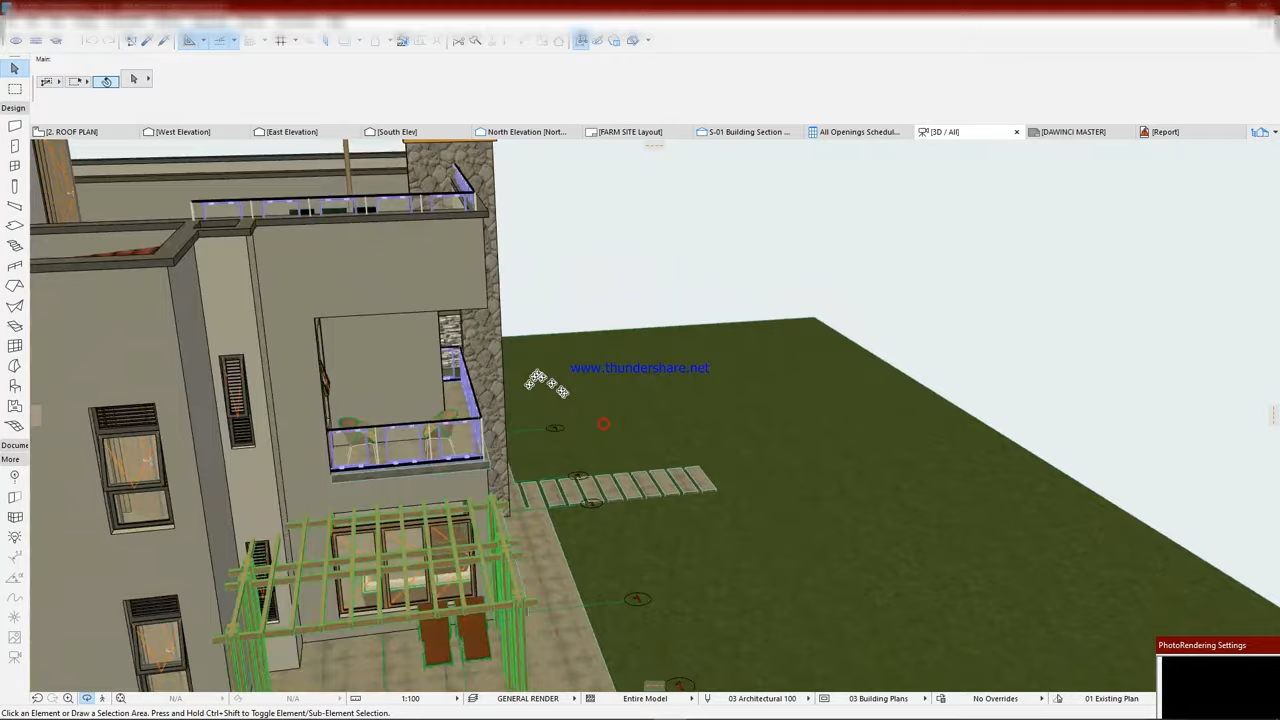 Main:
Design
[2. ROOF PLAN]
[West Elevation]
[East Elevation]
[South Elev]
North Elevation [Nort...
[FARM SITE Layout]
S-01 Building Section ...
All Openings Schedul...
[3D / All]
[DAWINCI MASTER]
[Report]
www.thundershare.net
Docume
More
PhotoRendering Settings
N/A
N/A
1:100
GENERAL RENDER
Entire Model
03 Architectural 100
03 Building Plans
No Overrides
01 Existing Plan
Click an Element or Draw a Selection Area. Press and Hold Ctrl+Shift to Toggle Element/Sub-Element Selection.